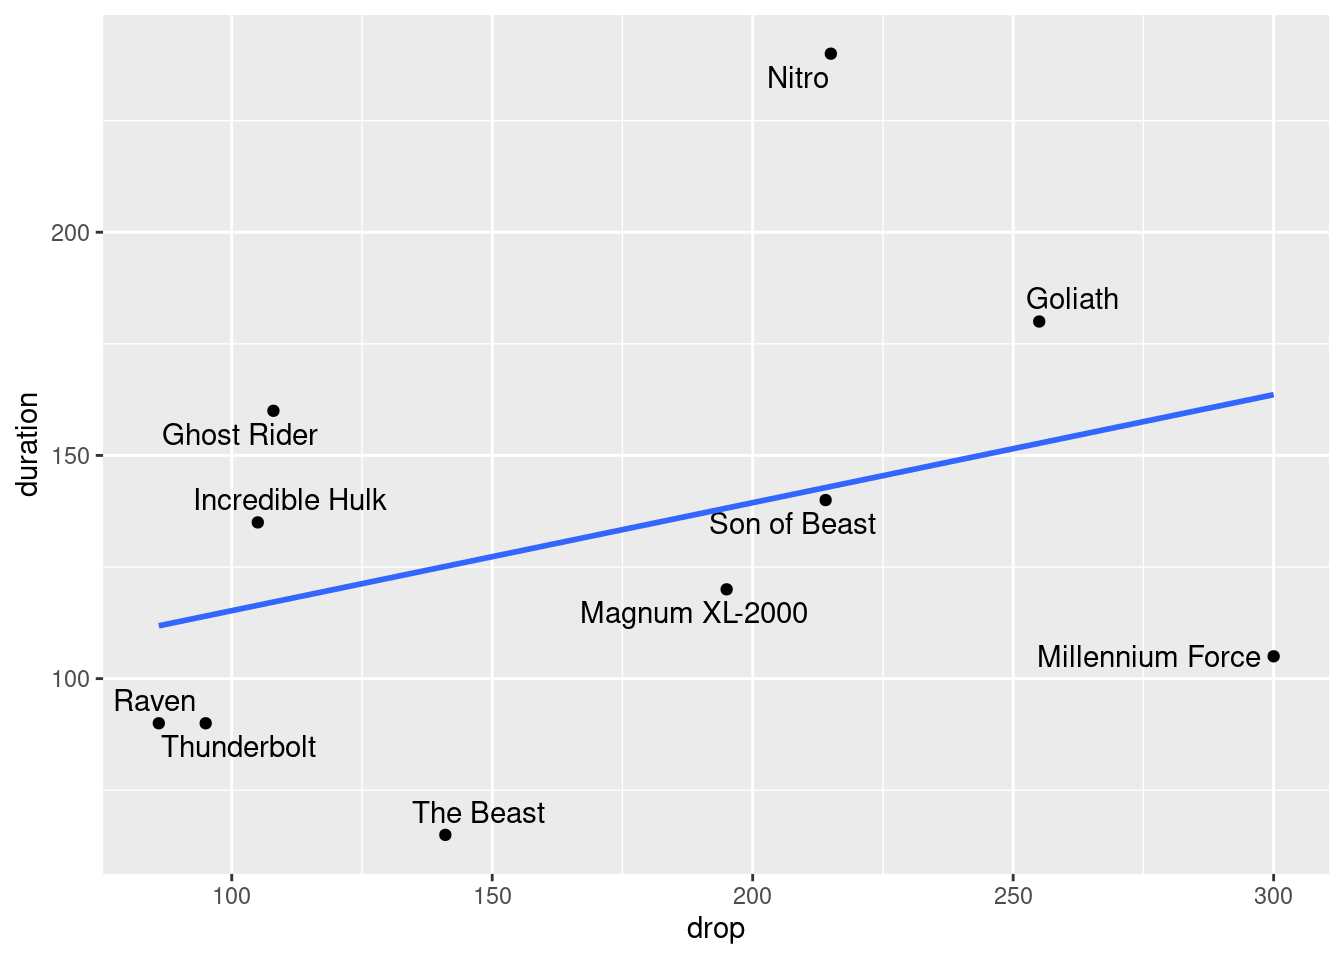 Nitro
200
Goliath
Ghost Rider
150
Incredible Hulk
Son of Beast
Magnum XL-2000
Millennium Force
100
Raven
Thunderbolt
The Beast
duration
100 150 200 250 300
drop